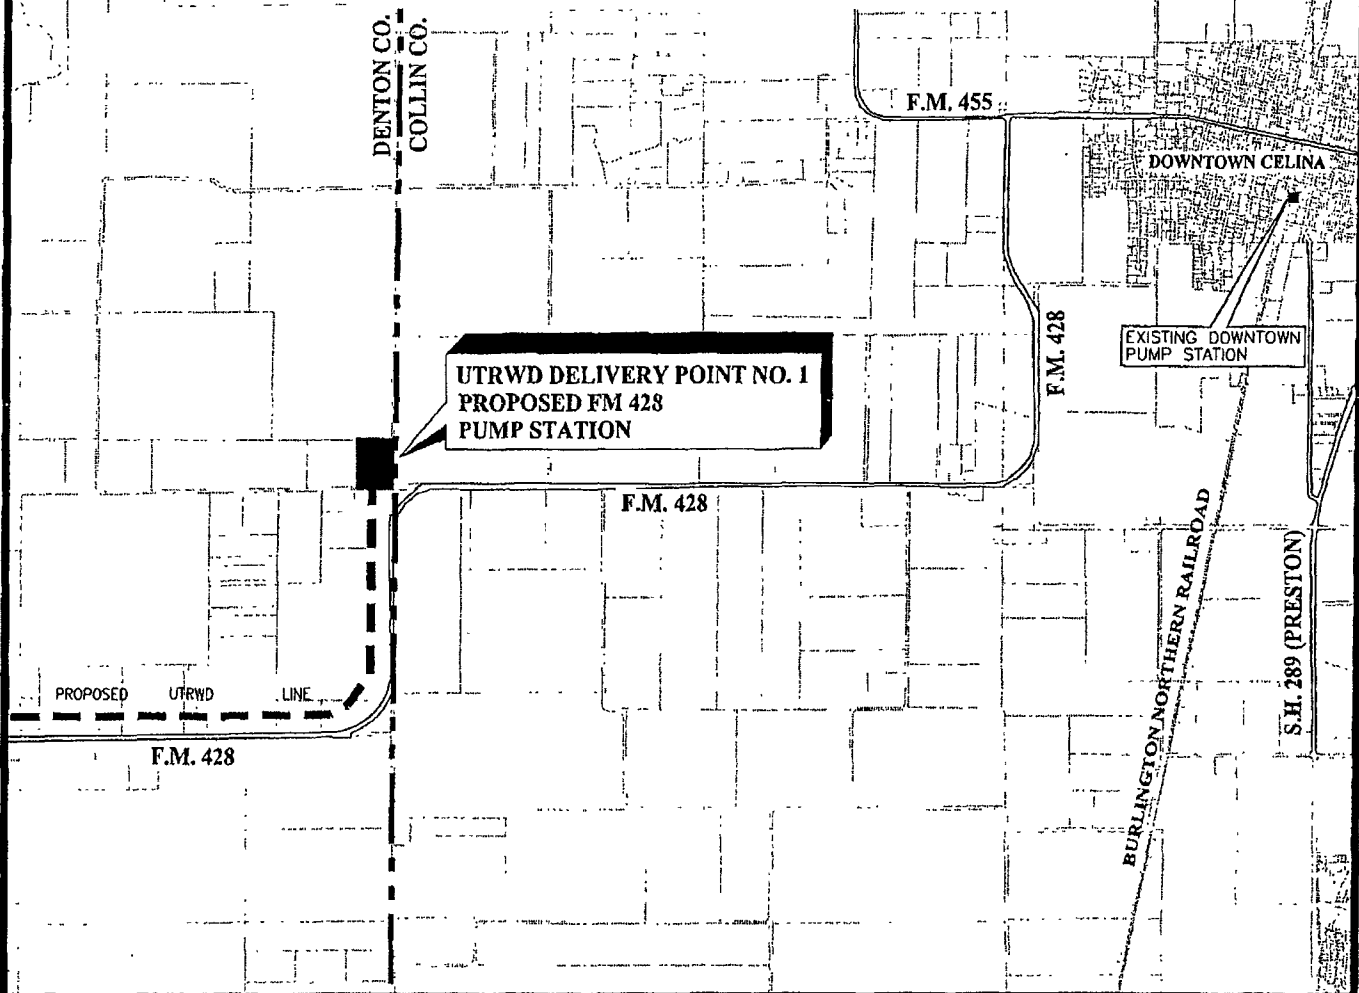 DENTON CO.
COLLIN CO.
F.M. 455
DOWNTOWN CELINA
EXISTING DOWNTOWN
PUMP STATION
F.M. 428
UTRWD DELIVERY POINT NO. 1
PROPOSED FM 428
PUMP STATION
F.M. 428
BURLINGTON NORTHERN RAILROAD
S.H. 289 (PRESTON)
PROPOSED UTRWD LINE
F.M. 428